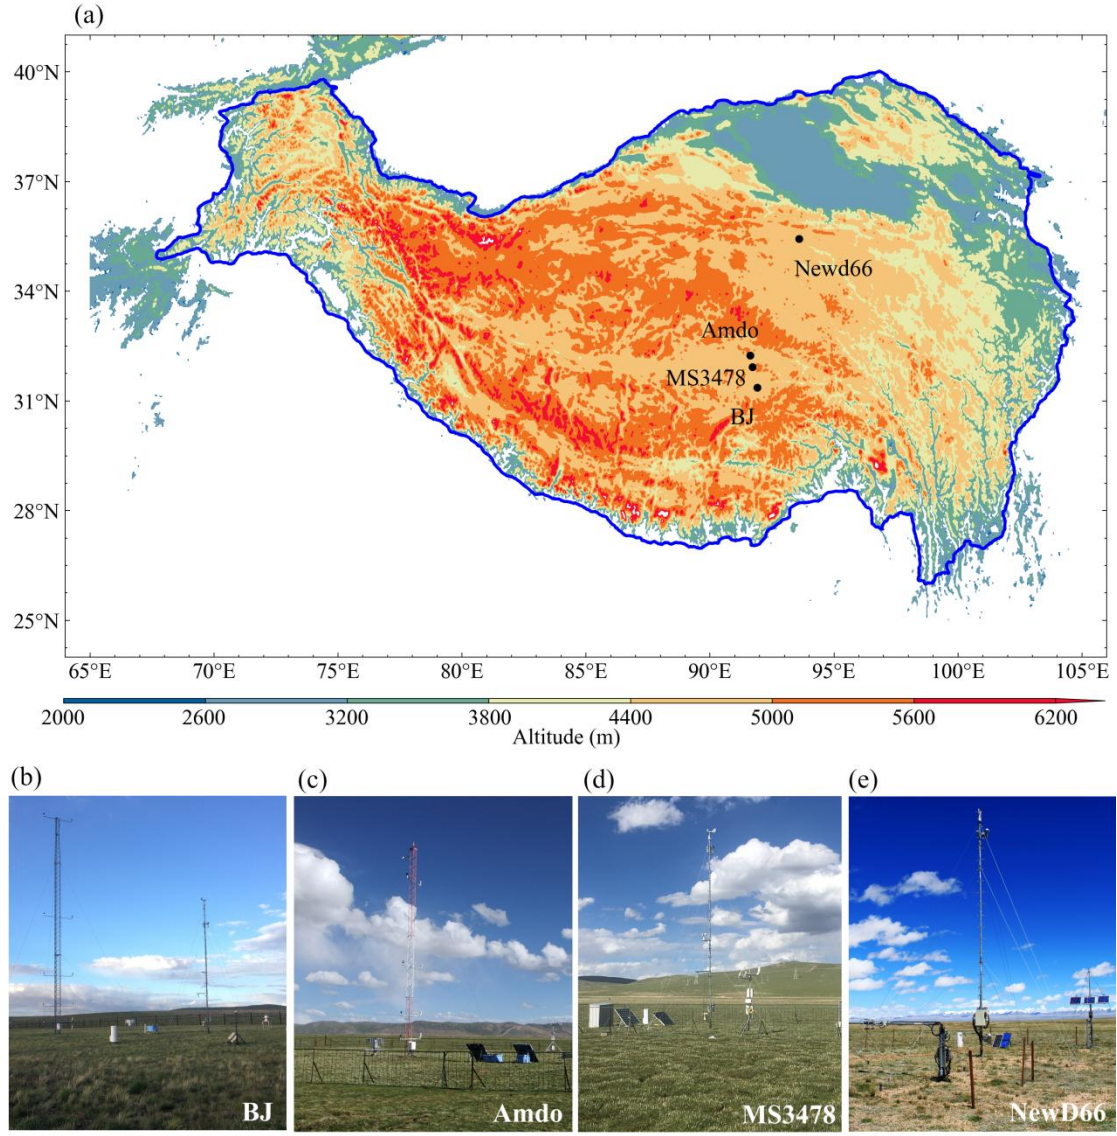 (a)
40°N
37°N
34°N
31°N
28°N
25°N
Newd66
Amdo
MS3478
BJ
65°E 70°E 75°E 80°E 85°E 90°E 95°E 100°E 105°E
2000 2600 3200 3800 4400 5000 5600 6200
Altitude (m)
(b) (c) (d) (e)
BJ Amdo MS3478 NewD66